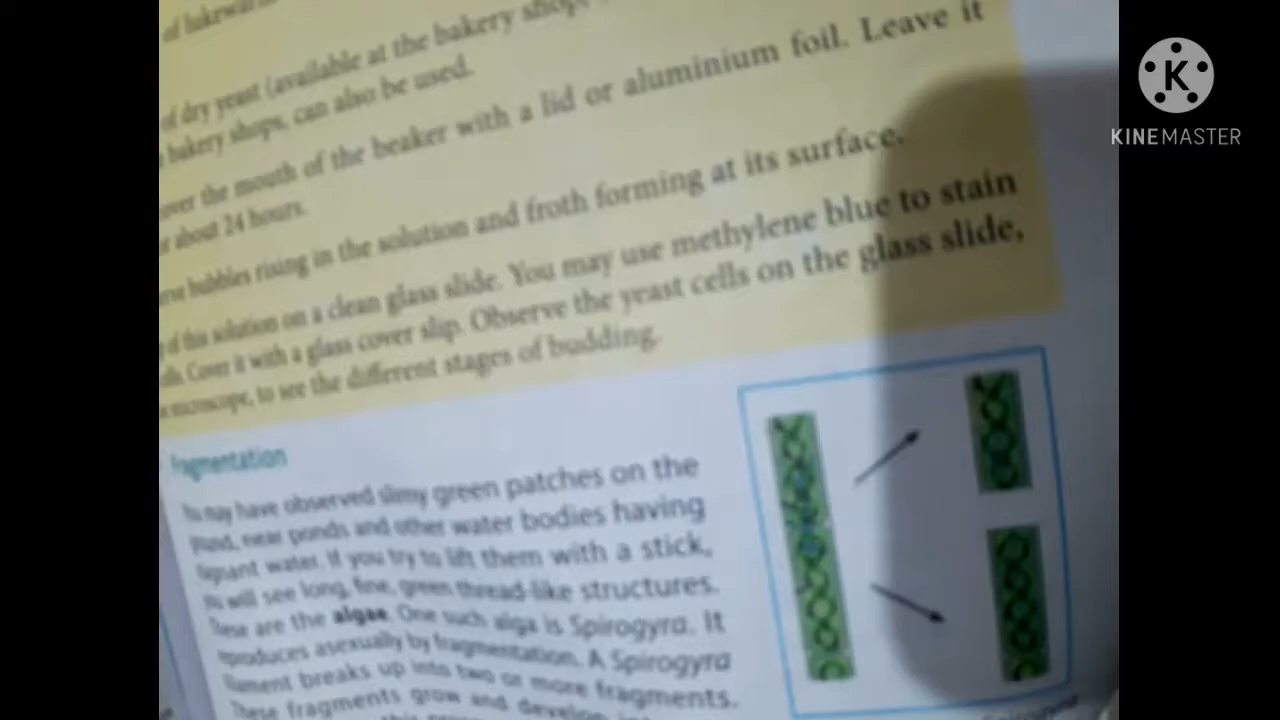 of lukewarm
of dry yeast (available at the bakery shops
bakery shops, can also be used.
over the mouth of the beaker with a lid or aluminium foil. Leave it
about 24 hours.
bubbles rising in the solution and froth forming at its surface.
of this solution on a clean glass slide. You may use methylene blue to stain
Cover it with a glass cover slip. Observe the yeast cells on the glass slide,
microscope, to see the different stages of budding.
Fragmentation
may have observed slimy green patches on the
near ponds and other water bodies having
water. If you try to lift them with a stick,
will see long, fine, green thread-like structures.
These are the algae. One such alga is Spirogyra. It
reproduces asexually by fragmentation. A Spirogyra
filament breaks up into two or more fragments.
These fragments grow and develop
Spirogyra
K
KINEMASTER